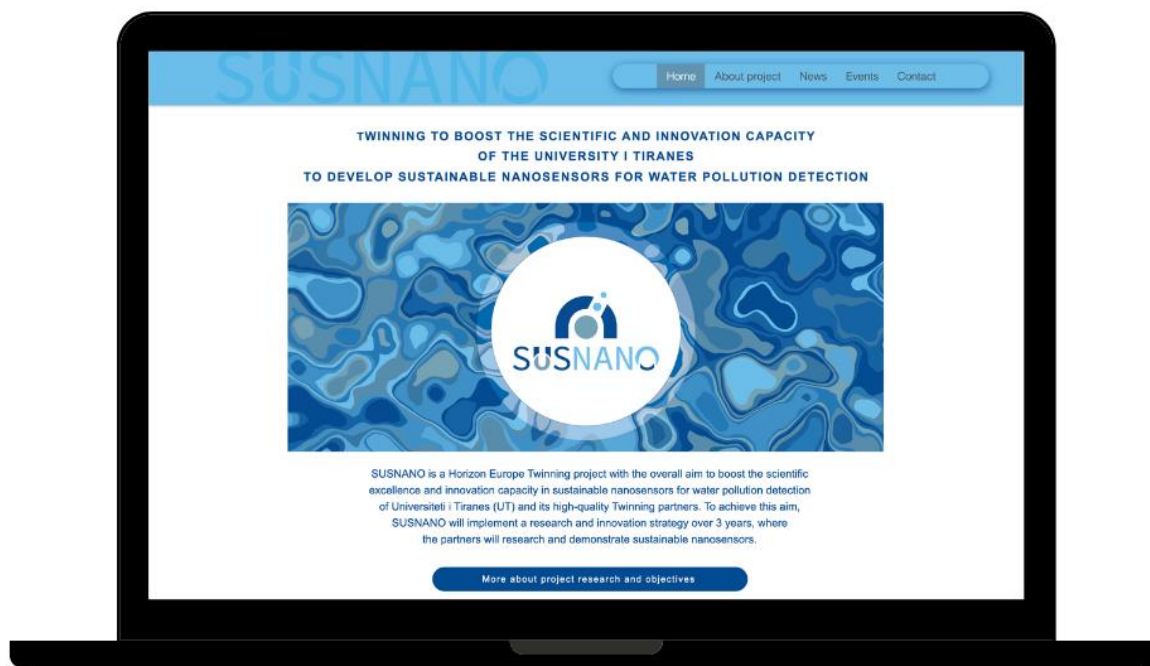 SUSNANO
Home About project News Events Contact
TWINNING TO BOOST THE SCIENTIFIC AND INNOVATION CAPACITY
OF THE UNIVERSITY I TIRANES
TO DEVELOP SUSTAINABLE NANOSENSORS FOR WATER POLLUTION DETECTION
SUSNANO
SUSNANO is a Horizon Europe Twinning project with the overall aim to boost the scientific
excellence and innovation capacity in sustainable nanosensors for water pollution detection
of Universiteti i Tiranes (UT) and its high-quality Twinning partners. To achieve this aim,
SUSNANO will implement a research and innovation strategy over 3 years, where
the partners will research and demonstrate sustainable nanosensors.
More about project research and objectives